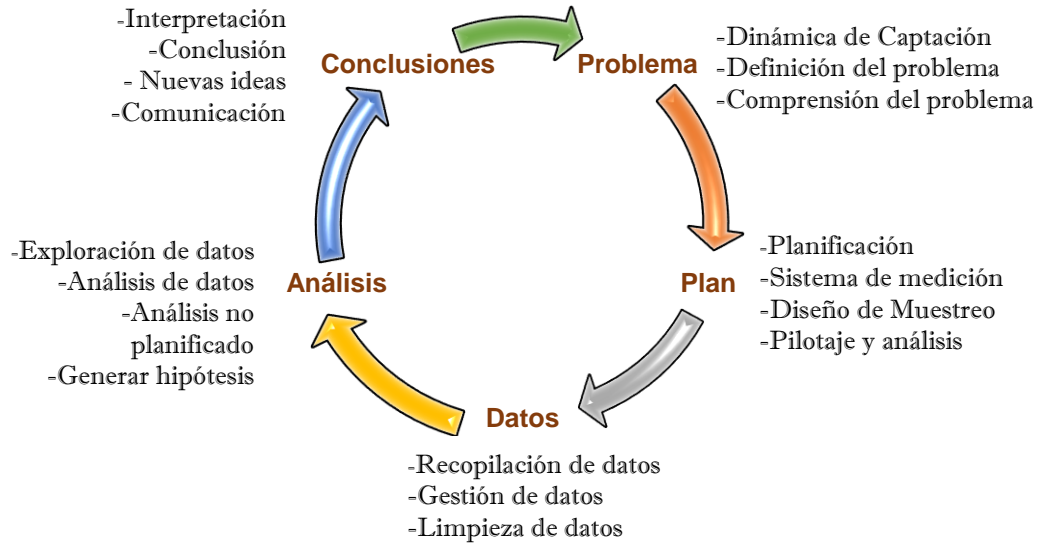 Conclusiones
-Interpretación
-Conclusión
- Nuevas ideas
-Comunicación
Problema
-Dinámica de Captación
-Definición del problema
-Comprensión del problema
Plan
-Planificación
-Sistema de medición
-Diseño de Muestreo
-Pilotaje y análisis
Datos
-Recopilación de datos
-Gestión de datos
-Limpieza de datos
Análisis
-Exploración de datos
-Análisis de datos
-Análisis no
planificado
-Generar hipótesis